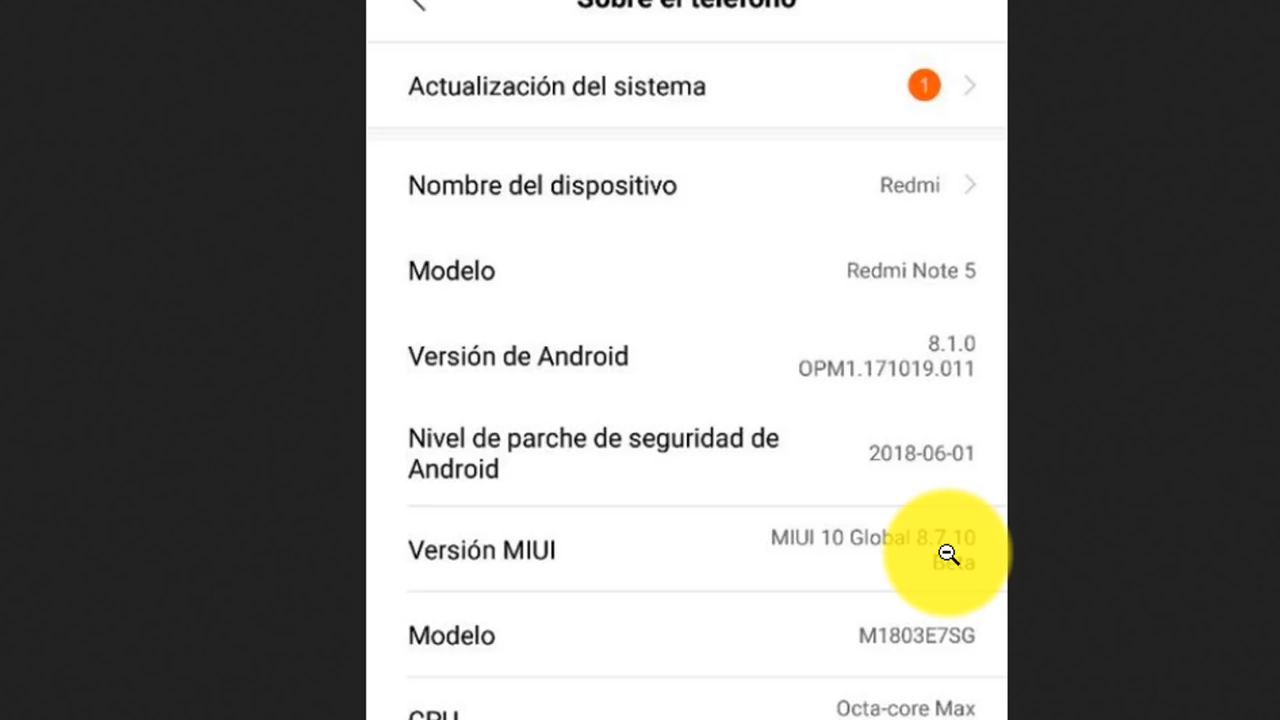 Sobre el teléfono
Actualización del sistema
1
Nombre del dispositivo
Redmi
Modelo
Redmi Note 5
Versión de Android
8.1.0
OPM1.171019.011
Nivel de parche de seguridad de
Android
2018-06-01
Versión MIUI
MIUI 10 Global 8.7.10
Beta
Modelo
M1803E7SG
CPU
Octa-core Max